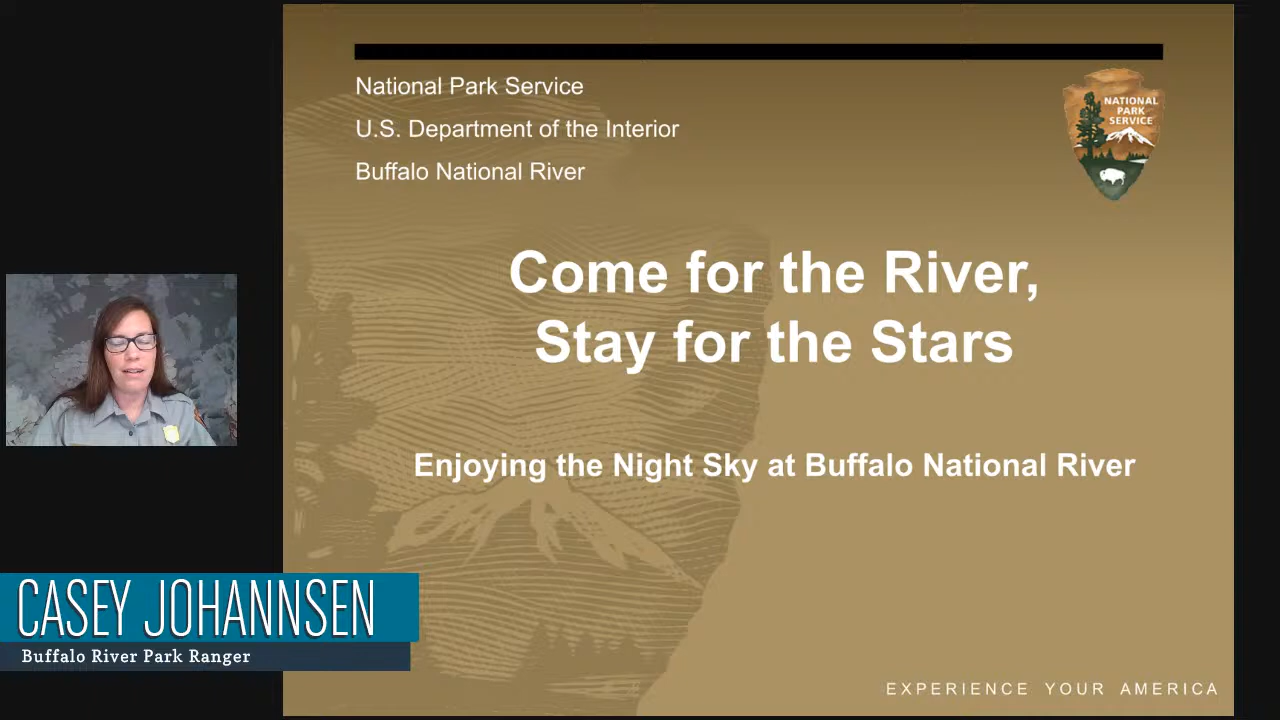 National Park Service
U.S. Department of the Interior
Buffalo National River
NATIONAL
PARK
SERVICE
Come for the River,
Stay for the Stars
Enjoying the Night Sky at Buffalo National River
CASEY JOHANNSEN
Buffalo River Park Ranger
EXPERIENCE YOUR AMERICA